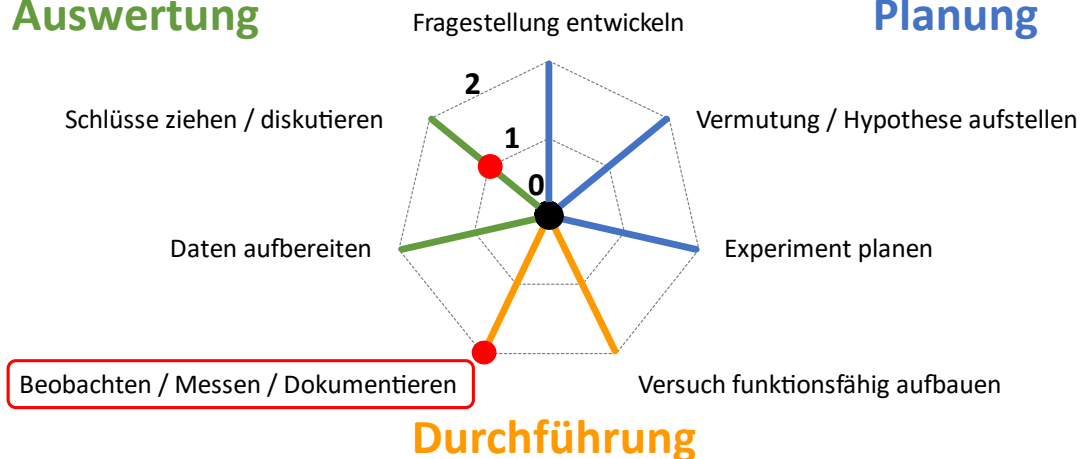 Auswertung
Fragestellung entwickeln
Planung
2
Schlüsse ziehen / diskutieren
1
Vermutung / Hypothese aufstellen
0
Daten aufbereiten
Experiment planen
Beobachten / Messen / Dokumentieren
Versuch funktionsfähig aufbauen
Durchführung